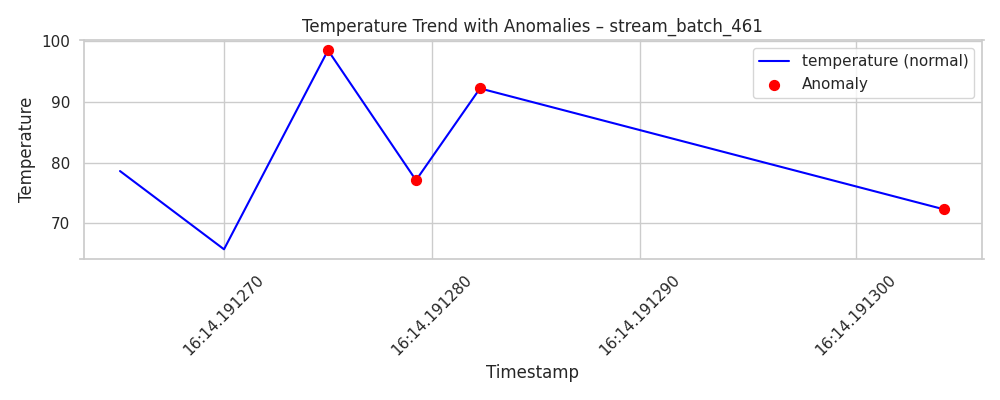 Temperature Trend with Anomalies – stream_batch_461
temperature (normal)
Anomaly
Temperature
100
90
80
70
16:14.191270
16:14.191280
16:14.191290
16:14.191300
Timestamp